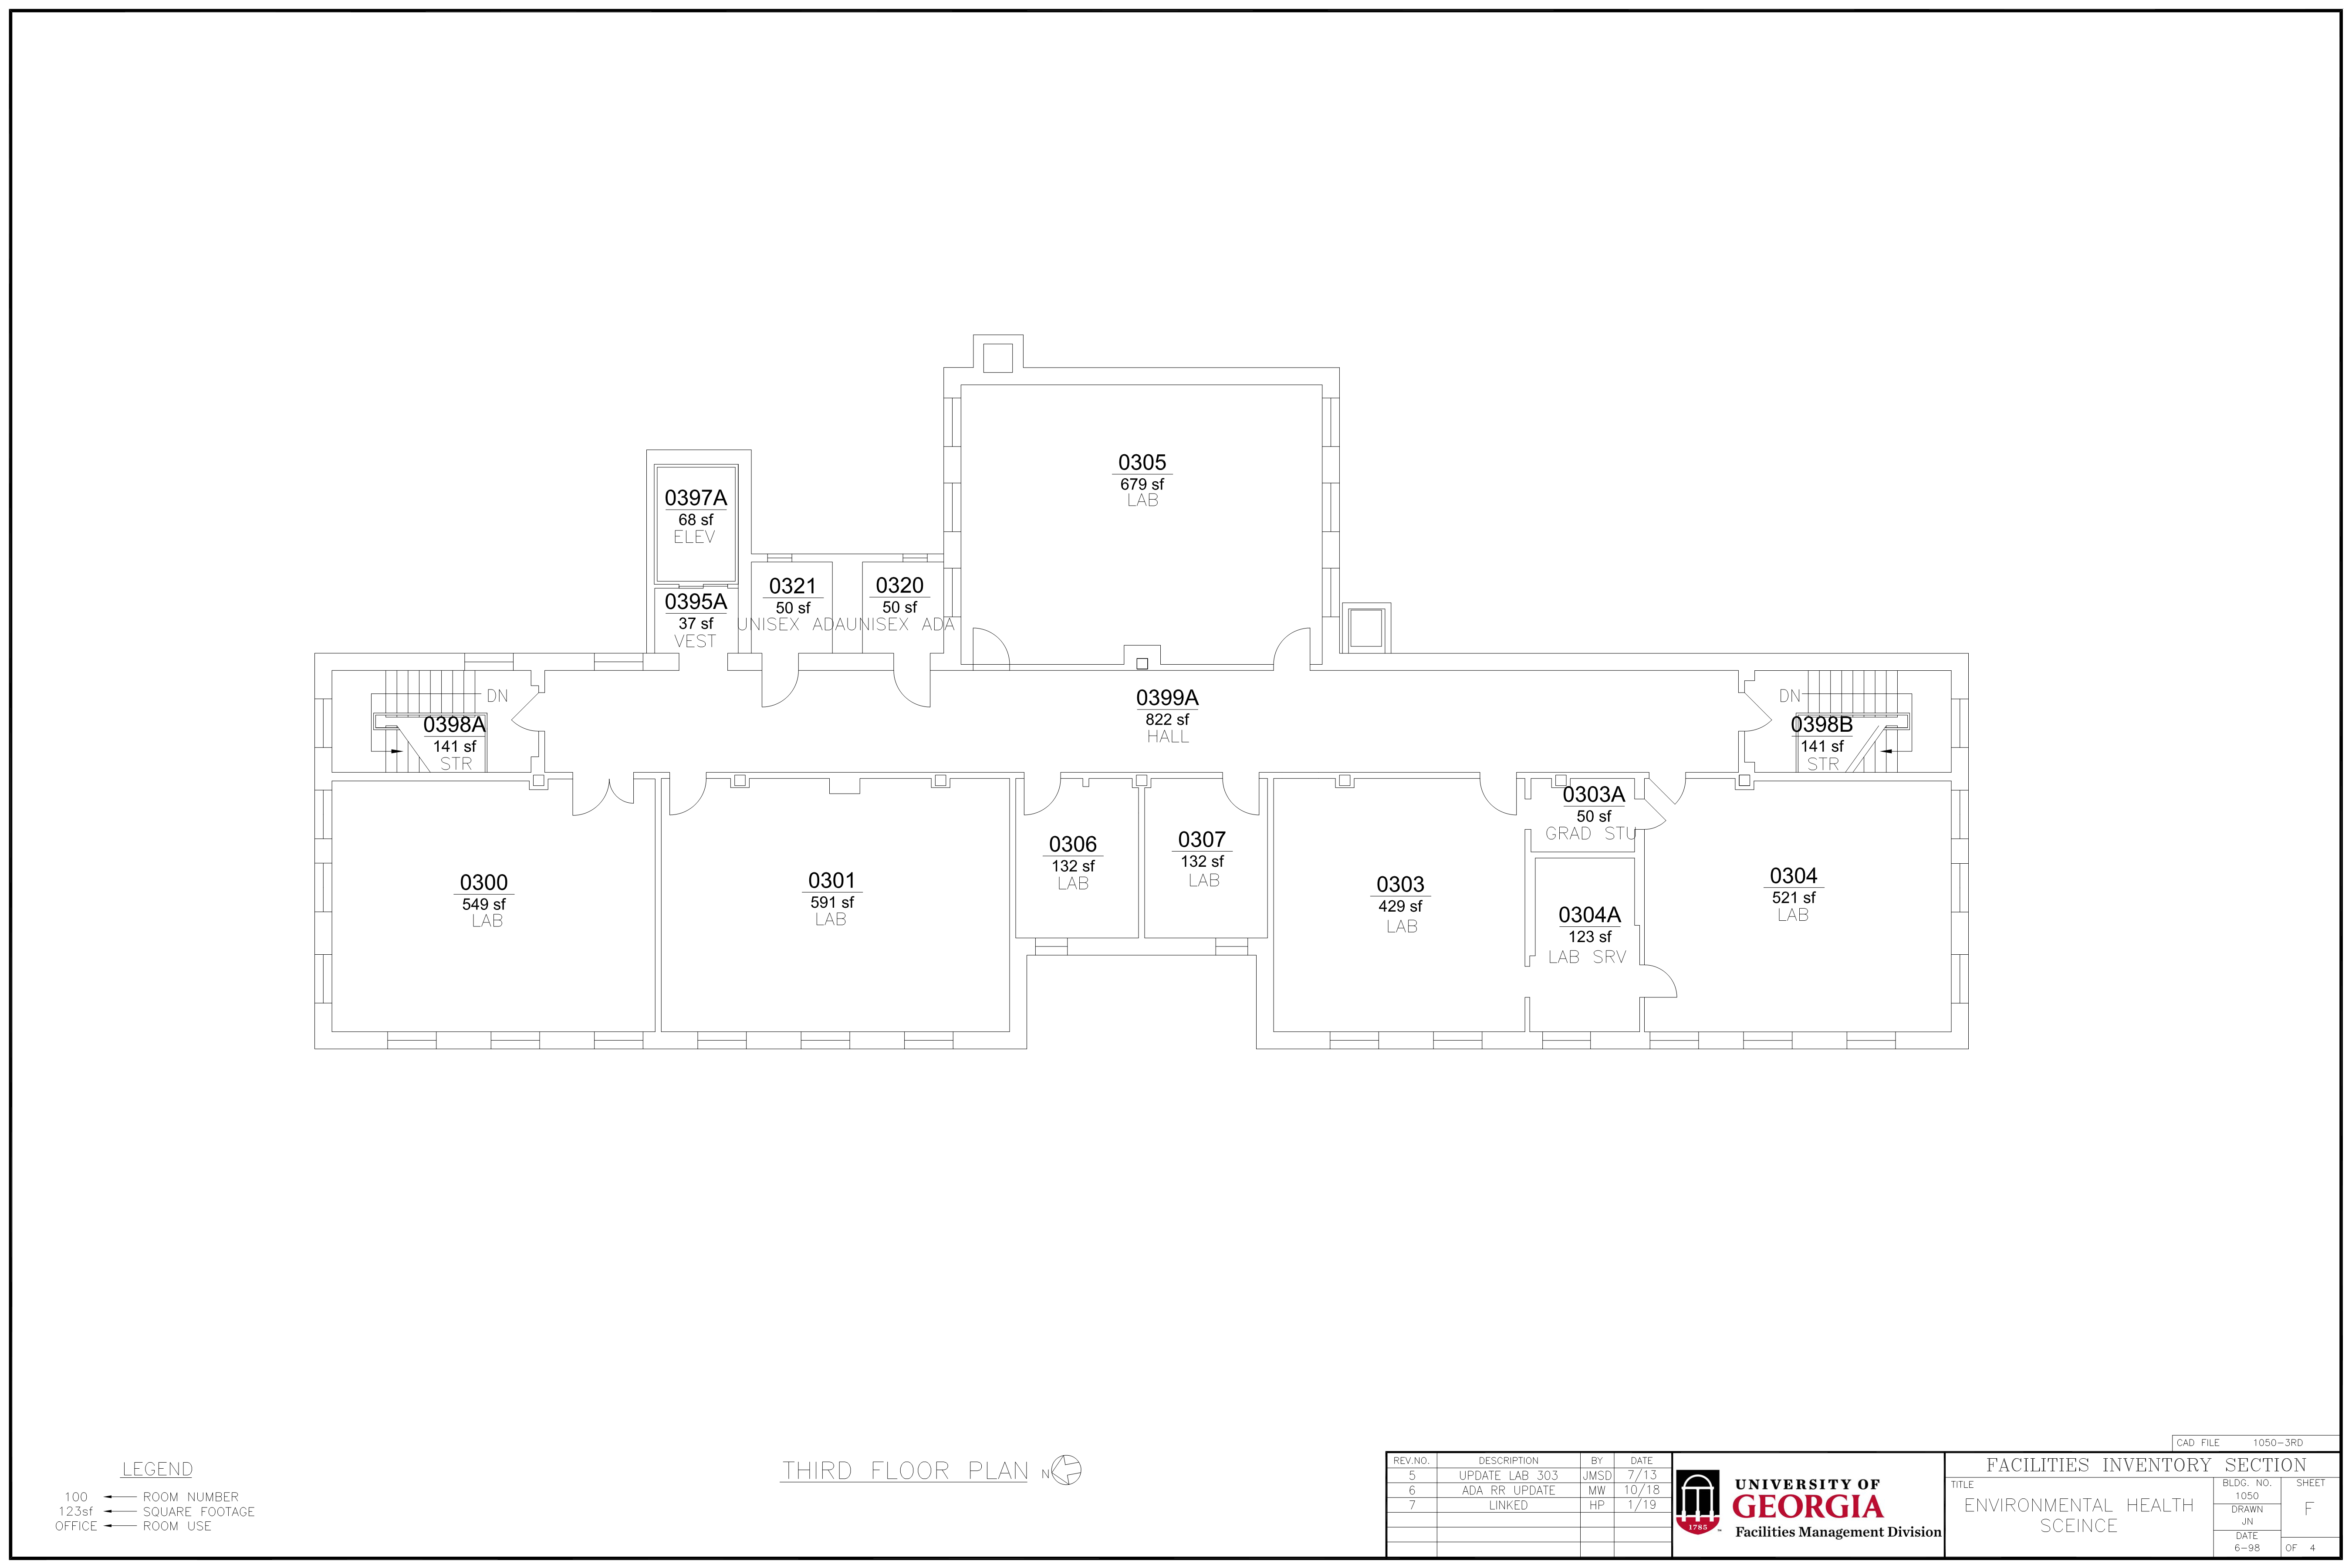 0305
679 sf
LAB
0397A
68 sf
ELEV
0395A
37 sf
VEST
0321
50 sf
UNISEX ADA
0320
50 sf
UNISEX ADA
DN
0398A
141 sf
STR
0399A
822 sf
HALL
DN
0398B
141 sf
STR
0300
549 sf
LAB
0301
591 sf
LAB
0306
132 sf
LAB
0307
132 sf
LAB
0303
429 sf
LAB
0303A
50 sf
GRAD STU
0304A
123 sf
LAB SRV
0304
521 sf
LAB
LEGEND
100 ROOM NUMBER
123sf SQUARE FOOTAGE
OFFICE ROOM USE
THIRD FLOOR PLAN N
REV.NO. DESCRIPTION BY DATE
5 UPDATE LAB 303 JMSD 7/13
6 ADA RR UPDATE MW 10/18
7 LINKED HP 1/19
1785
UNIVERSITY OF
GEORGIA
Facilities Management Division
CAD FILE 1050-3RD
FACILITIES INVENTORY SECTION
TITLE
ENVIRONMENTAL HEALTH
SCEINCE
BLDG. NO.
1050
DRAWN
JN
DATE
6-98
SHEET
F
OF 4